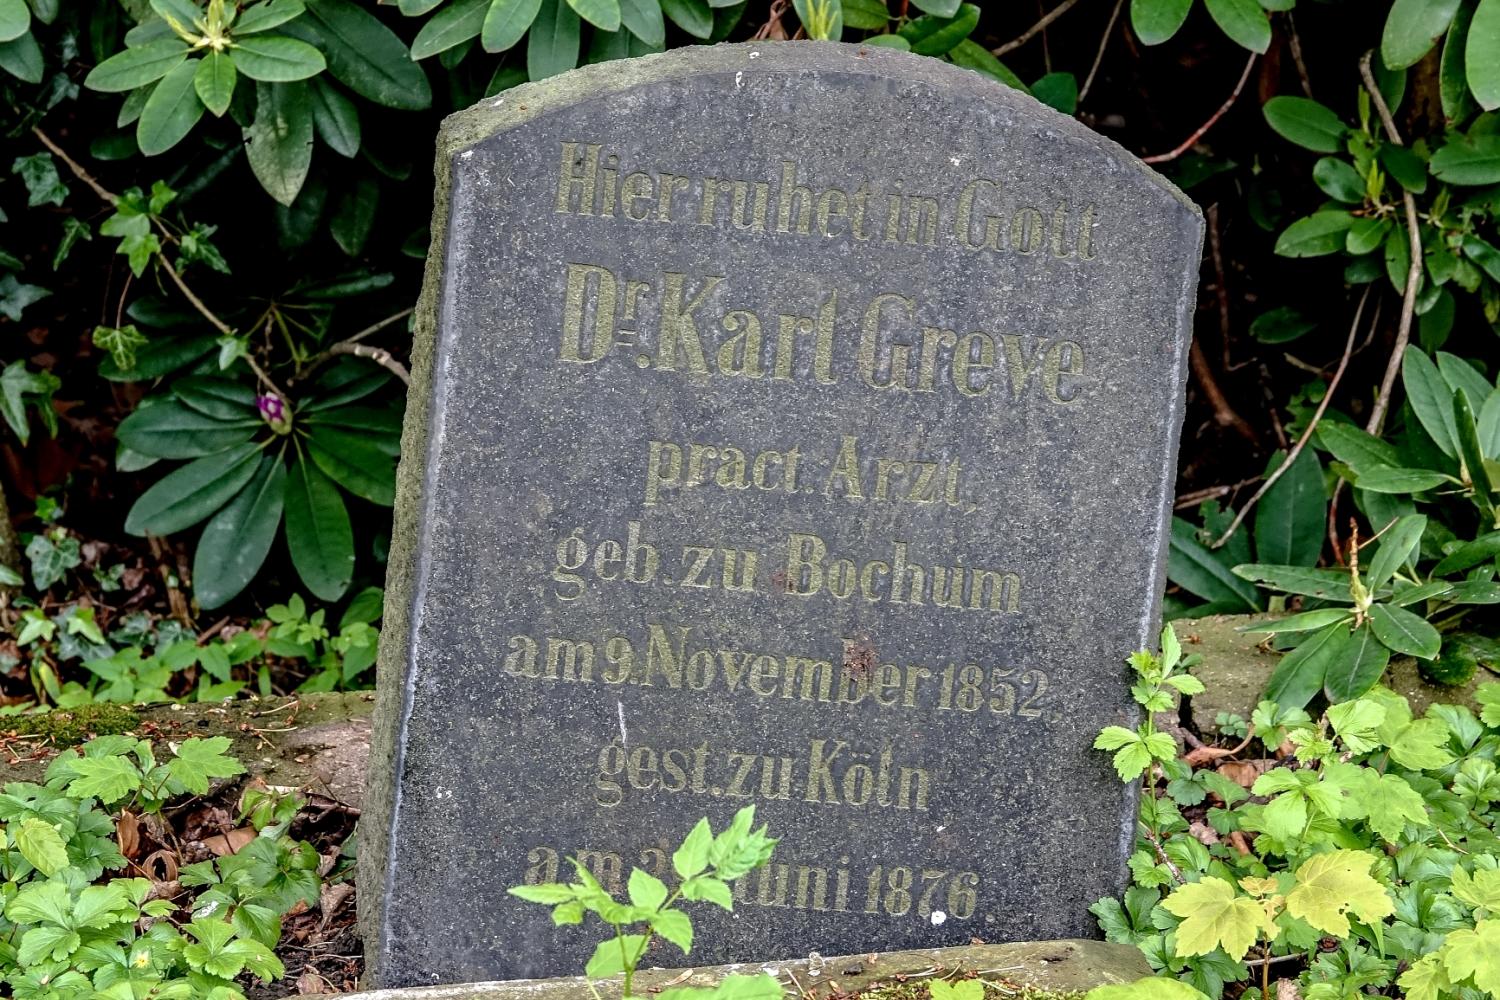 Hier ruhet in Gott
Dr. Karl Greve
pract. Arzt,
geb. zu Bochum
am 9. November 1852,
gest. zu Köln
am Juni 1876.